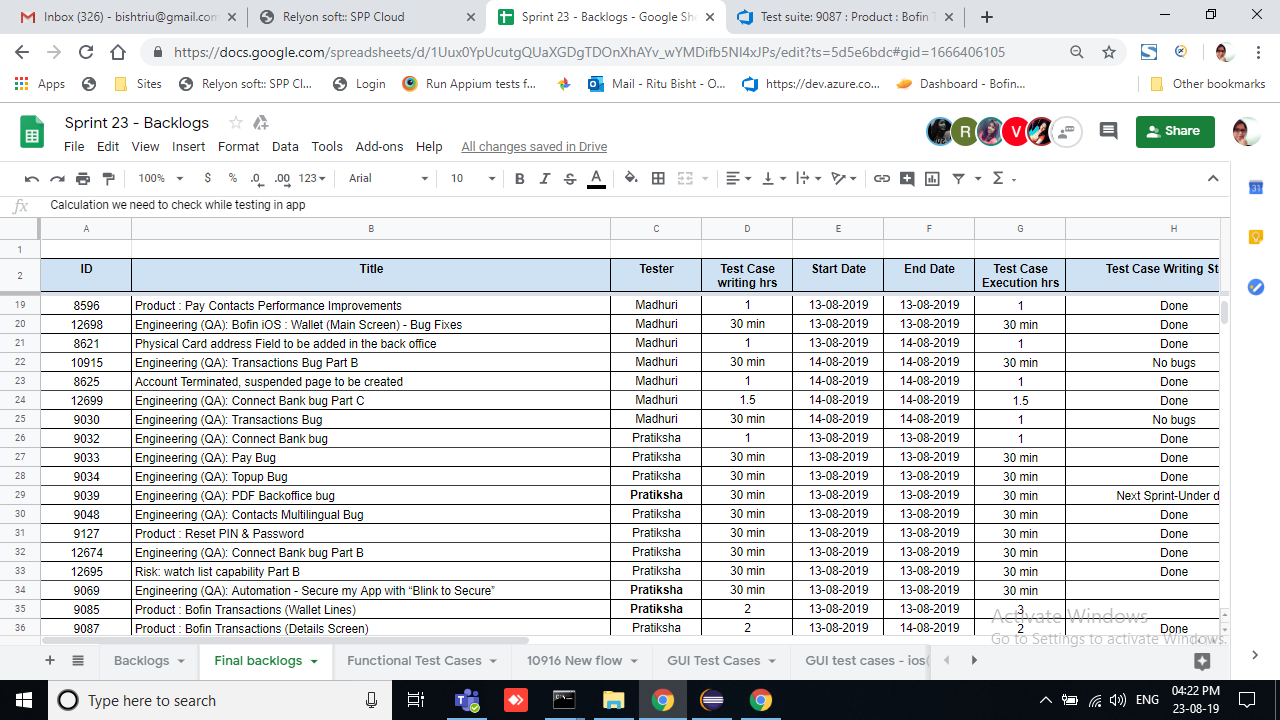 Inbox (326) - bishtriu@gmail.com
Relyon soft:: SPP Cloud
Sprint 23 - Backlogs - Google She
Test suite: 9087 : Product : Bofin T
https://docs.google.com/spreadsheets/d/1Uux0YpUcutgQUaXGDgTDOnXhAYv_wYMDifb5NI4xJPs/edit?ts=5d5e6bdc#gid=1666406105
Apps
Sites
Relyon soft:: SPP Cl...
Login
Run Appium tests f...
Mail - Ritu Bisht - O...
https://dev.azure.co...
Dashboard - Bofin...
Other bookmarks
Sprint 23 - Backlogs
R
V
Share
File Edit View Insert Format Data Tools Add-ons Help All changes saved in Drive
100% $ % .0 .00 123 Arial 10 B I S A Σ
31
fx Calculation we need to check while testing in app
A B C D E F G H
1
2 ID Title Tester Test Case writing hrs Start Date End Date Test Case Execution hrs Test Case Writing St
19 8596 Product : Pay Contacts Performance Improvements Madhuri 1 13-08-2019 13-08-2019 1 Done
20 12698 Engineering (QA): Bofin iOS : Wallet (Main Screen) - Bug Fixes Madhuri 30 min 13-08-2019 13-08-2019 30 min Done
21 8621 Physical Card address Field to be added in the back office Madhuri 1 13-08-2019 14-08-2019 1 Done
22 10915 Engineering (QA): Transactions Bug Part B Madhuri 30 min 14-08-2019 14-08-2019 30 min No bugs
23 8625 Account Terminated, suspended page to be created Madhuri 1 14-08-2019 14-08-2019 1 Done
24 12699 Engineering (QA): Connect Bank bug Part C Madhuri 1.5 14-08-2019 14-08-2019 1.5 Done
25 9030 Engineering (QA): Transactions Bug Madhuri 30 min 14-08-2019 14-08-2019 1 No bugs
26 9032 Engineering (QA): Connect Bank bug Pratiksha 1 13-08-2019 13-08-2019 1 Done
27 9033 Engineering (QA): Pay Bug Pratiksha 30 min 13-08-2019 13-08-2019 30 min Done
28 9034 Engineering (QA): Topup Bug Pratiksha 30 min 13-08-2019 13-08-2019 30 min Done
29 9039 Engineering (QA): PDF Backoffice bug Pratiksha 30 min 13-08-2019 13-08-2019 30 min Next Sprint-Under d
30 9048 Engineering (QA): Contacts Multilingual Bug Pratiksha 30 min 13-08-2019 13-08-2019 30 min Done
31 9127 Product : Reset PIN & Password Pratiksha 30 min 13-08-2019 13-08-2019 30 min Done
32 12674 Engineering (QA): Connect Bank bug Part B Pratiksha 30 min 13-08-2019 13-08-2019 30 min Done
33 12695 Risk: watch list capability Part B Pratiksha 30 min 13-08-2019 13-08-2019 30 min Done
34 9069 Engineering (QA): Automation - Secure my App with “Blink to Secure” Pratiksha 30 min 13-08-2019 13-08-2019 30 min
35 9085 Product : Bofin Transactions (Wallet Lines) Pratiksha 2 13-08-2019 13-08-2019 3
36 9087 Product : Bofin Transactions (Details Screen) Pratiksha 2 13-08-2019 14-08-2019 2 Done
Activate Windows
Go to Settings to activate Windows.
Backlogs Final backlogs Functional Test Cases 10916 New flow GUI Test Cases GUI test cases - ios(
Type here to search
ENG
04:22 PM
23-08-19